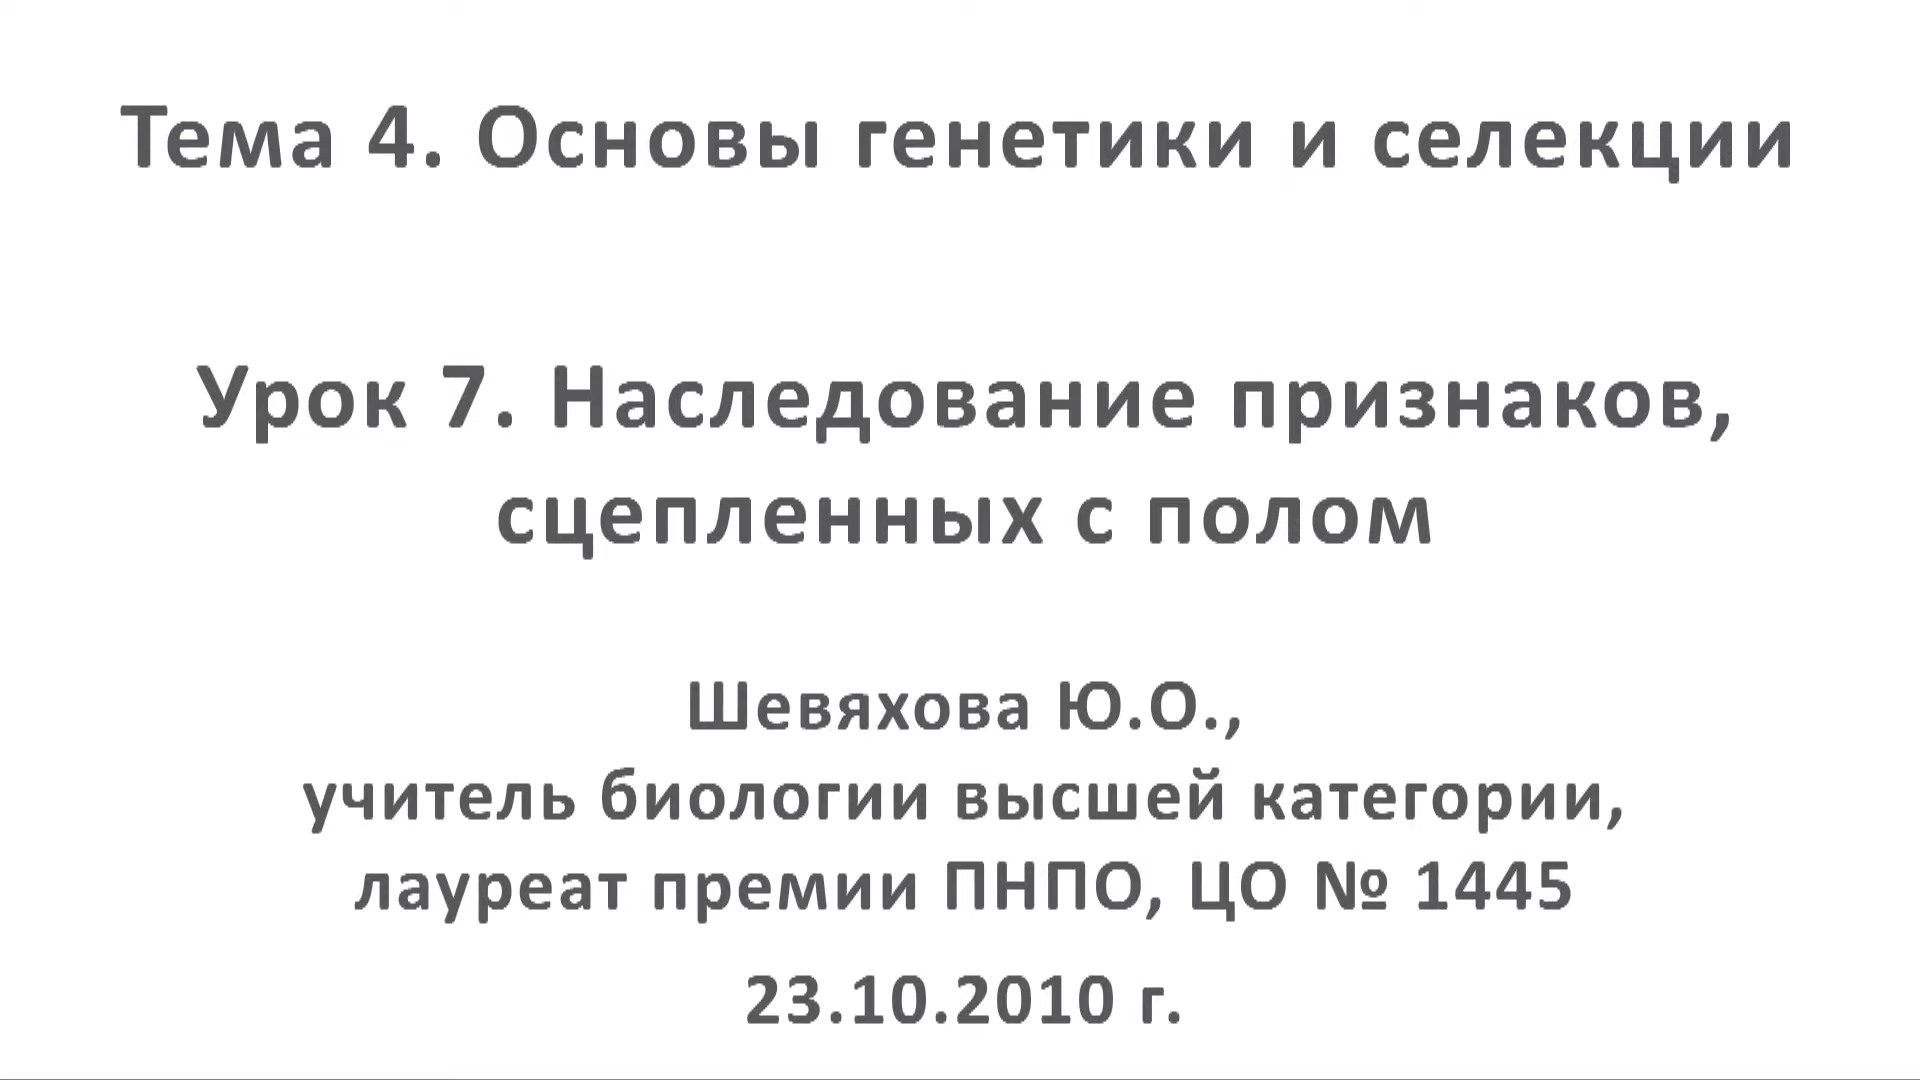 Тема 4. Основы генетики и селекции
Урок 7. Наследование признаков,
сцепленных с полом
Шевяхова Ю.О.,
учитель биологии высшей категории,
лауреат премии ПНПО, ЦО № 1445
23.10.2010 г.